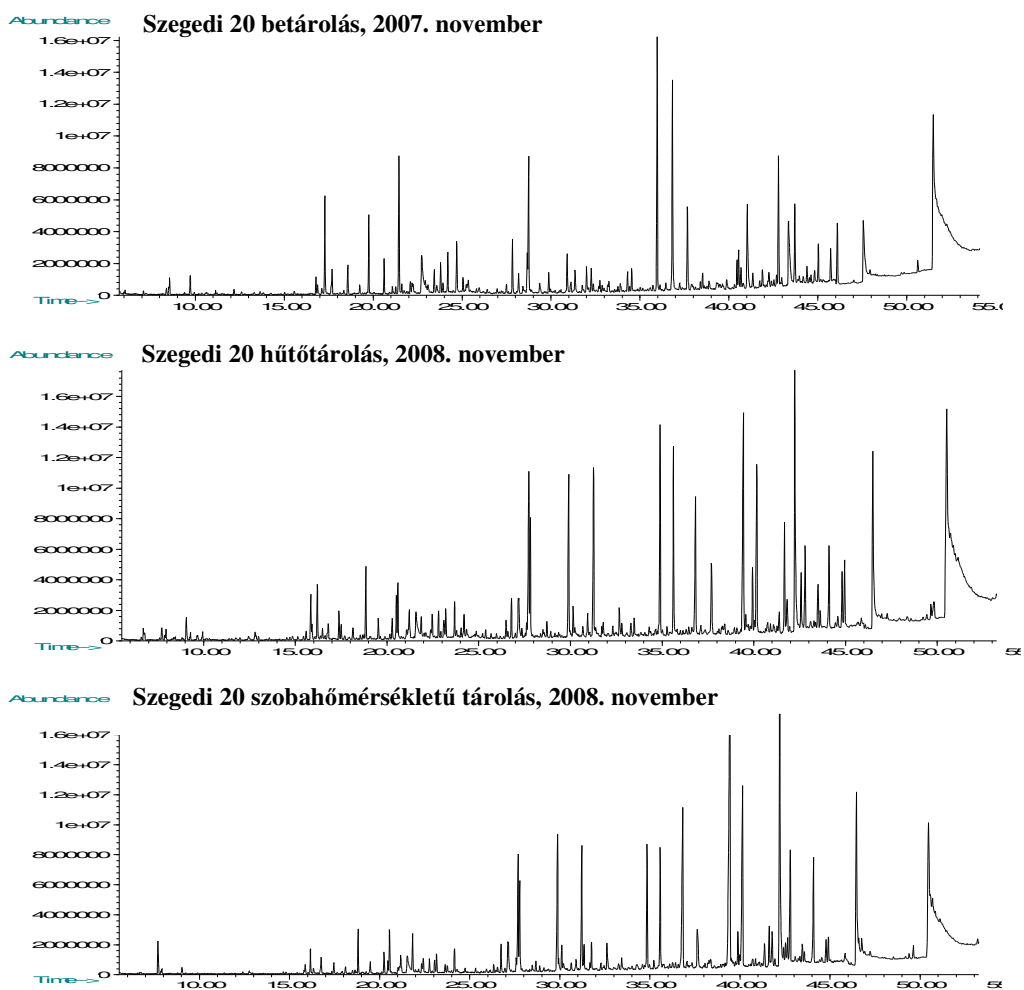 Abundance
Szegedi 20 betárolás, 2007. november
1.6e+07
1.4e+07
1.2e+07
1e+07
8000000
6000000
4000000
2000000
0
Time-->
10.00 15.00 20.00 25.00 30.00 35.00 40.00 45.00 50.00 55.0
Abundance
Szegedi 20 hűtőtárolás, 2008. november
1.6e+07
1.4e+07
1.2e+07
1e+07
8000000
6000000
4000000
2000000
0
Time-->
10.00 15.00 20.00 25.00 30.00 35.00 40.00 45.00 50.00 55
Abundance
Szegedi 20 szobahőmérsékletű tárolás, 2008. november
1.6e+07
1.4e+07
1.2e+07
1e+07
8000000
6000000
4000000
2000000
0
Time-->
10.00 15.00 20.00 25.00 30.00 35.00 40.00 45.00 50.00 55